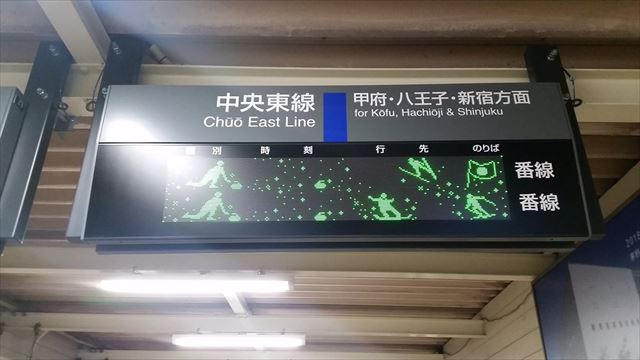 中央東線
Chūō East Line
甲府・八王子・新宿方面
for Kōfu, Hachiōji & Shinjuku
別 時刻 行先 のりば
番線
番線